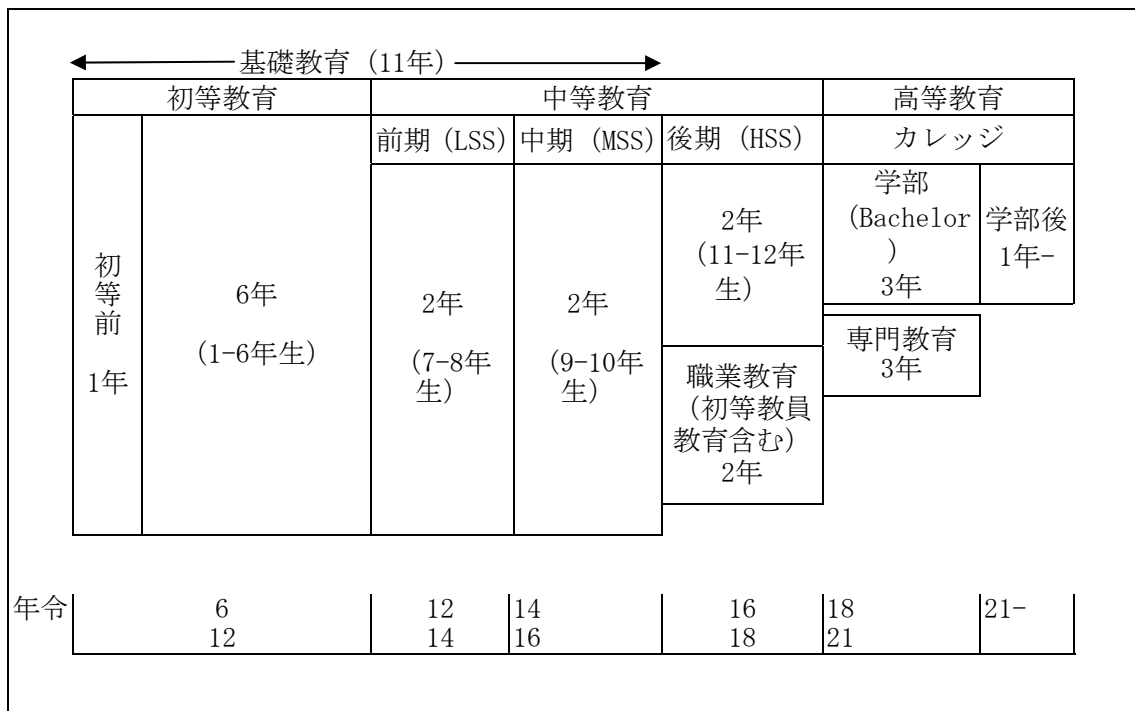 基礎教育 (11年)
初等教育 中等教育 高等教育
前期 (LSS) 中期 (MSS) 後期 (HSS) カレッジ
初等前 1年
6年
(1-6年生)
2年
(7-8年
生)
2年
(9-10年
生)
2年
(11-12年
生)
職業教育
(初等教員
教育含む)
2年
学部
(Bachelor
)
3年
学部後
1年-
専門教育
3年
年令 6 12 14 16 18 21-
12 14 16 18 21